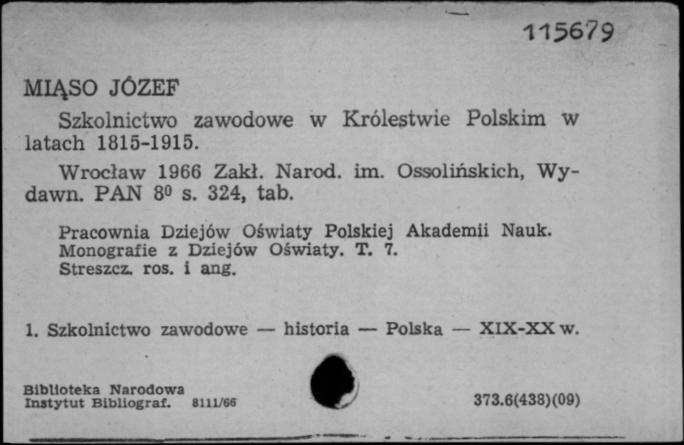 115679
MIĄSO JÓZEF
Szkolnictwo zawodowe w Królestwie Polskim w
latach 1815-1915.
Wrocław 1966 Zakł. Narod. im. Ossolińskich, Wy-
dawn. PAN 8⁰ s. 324, tab.
Pracownia Dziejów Oświaty Polskiej Akademii Nauk.
Monografie z Dziejów Oświaty. T. 7.
Streszcz. ros. i ang.
1. Szkolnictwo zawodowe — historia — Polska — XIX-XX w.
Biblioteka Narodowa
Instytut Bibliograf. 8111/66
373.6(438)(09)